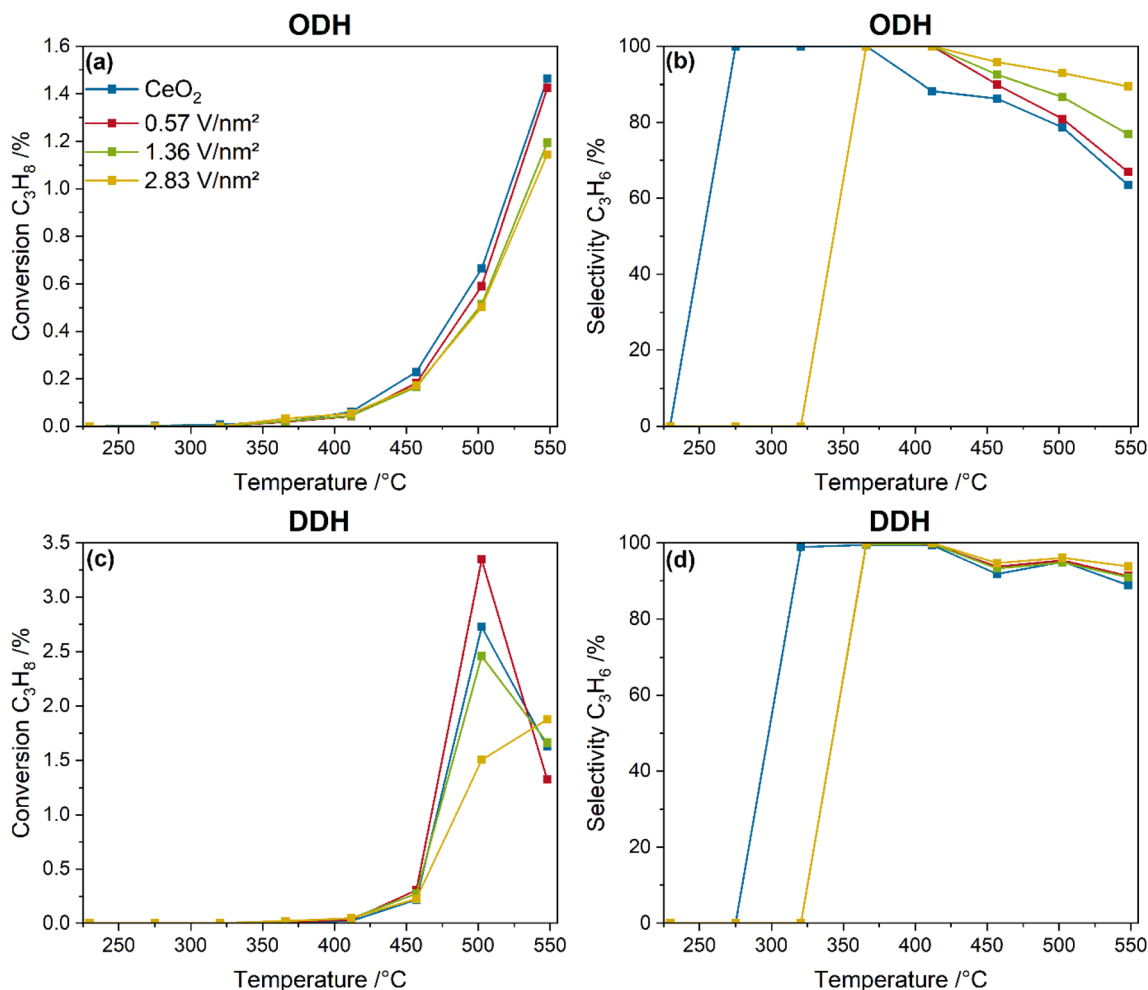 ODH
(a)
CeO₂
0.57 V/nm²
1.36 V/nm²
2.83 V/nm²
1.6
1.4
1.2
1.0
0.8
0.6
0.4
0.2
0.0
Conversion C₃H₈ /%
250 300 350 400 450 500 550
Temperature /°C
ODH
(b)
100
80
60
40
20
0
Selectivity C₃H₆ /%
250 300 350 400 450 500 550
Temperature /°C
DDH
(c)
3.5
3.0
2.5
2.0
1.5
1.0
0.5
0.0
Conversion C₃H₈ /%
250 300 350 400 450 500 550
Temperature /°C
DDH
(d)
100
80
60
40
20
0
Selectivity C₃H₆ /%
250 300 350 400 450 500 550
Temperature /°C